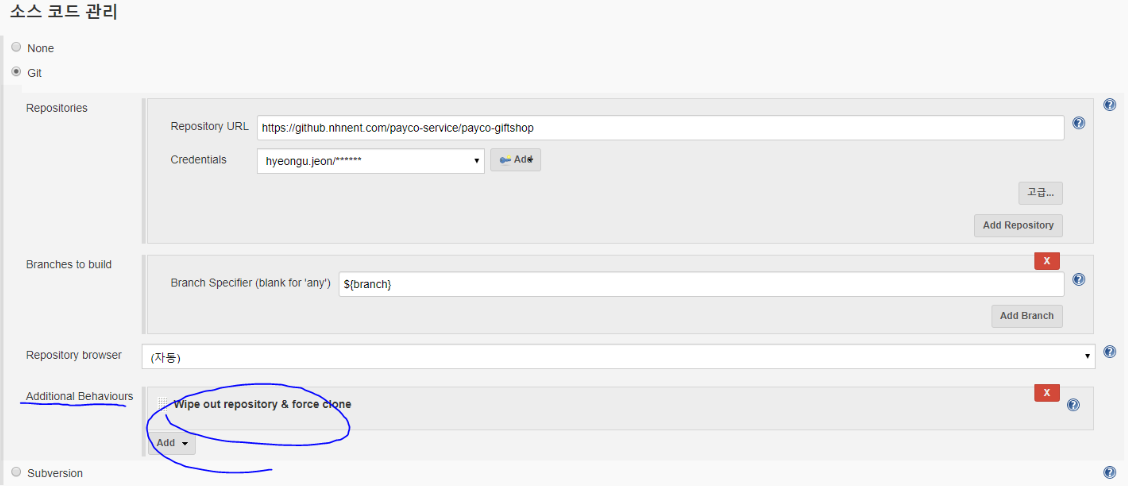 소스 코드 관리
None
Git
Repositories
Repository URL https://github.nhnent.com/payco-service/payco-giftshop
Credentials hyeongu.jeon/****** Add
고급...
Add Repository
Branches to build
X
Branch Specifier (blank for 'any') ${branch}
Add Branch
Repository browser (자동)
Additional Behaviours
X
Wipe out repository & force clone
Add
Subversion